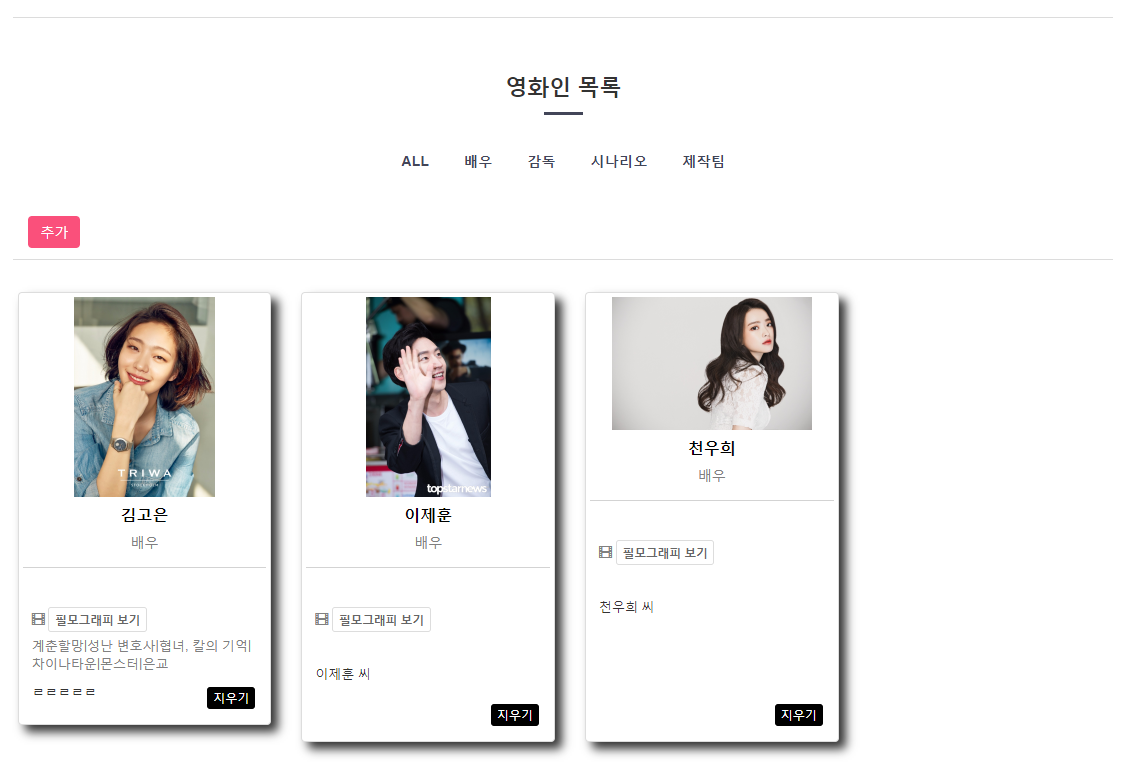 영화인 목록
ALL 배우 감독 시나리오 제작팀
추가
TRIWA
김고은
배우
필모그래피 보기
계춘할망|성난 변호사|협녀, 칼의 기억|
차이나타운|몬스터|은교
ㄹㄹㄹㄹㄹ
지우기
topstarnews
이제훈
배우
필모그래피 보기
이제훈 씨
지우기
천우희
배우
필모그래피 보기
천우희 씨
지우기